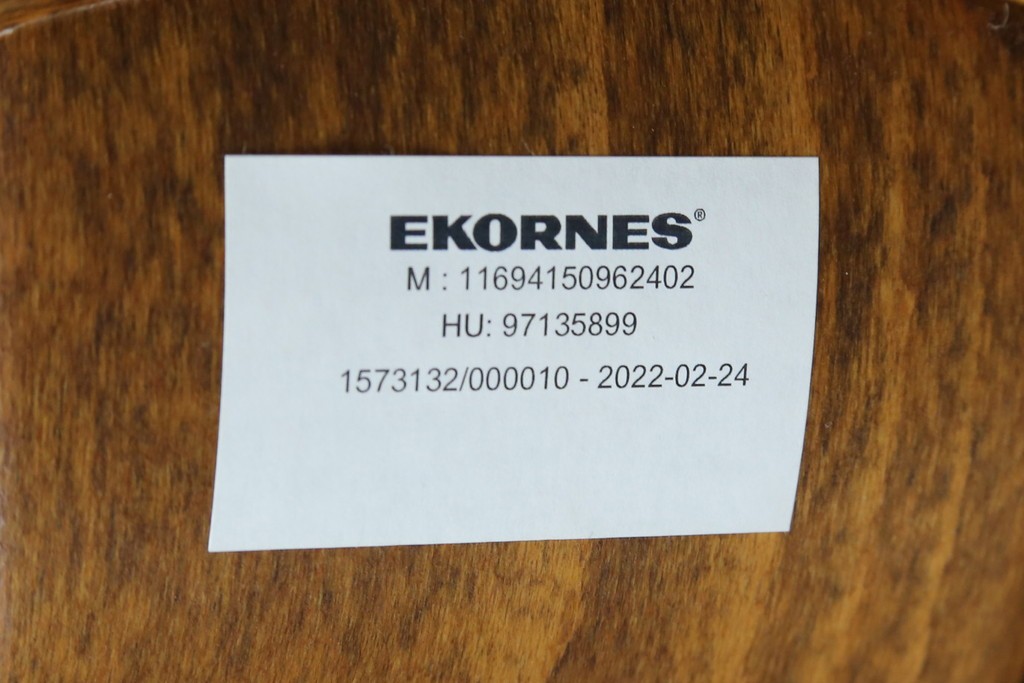 EKORNES®
M : 11694150962402
HU: 97135899
1573132/000010 - 2022-02-24